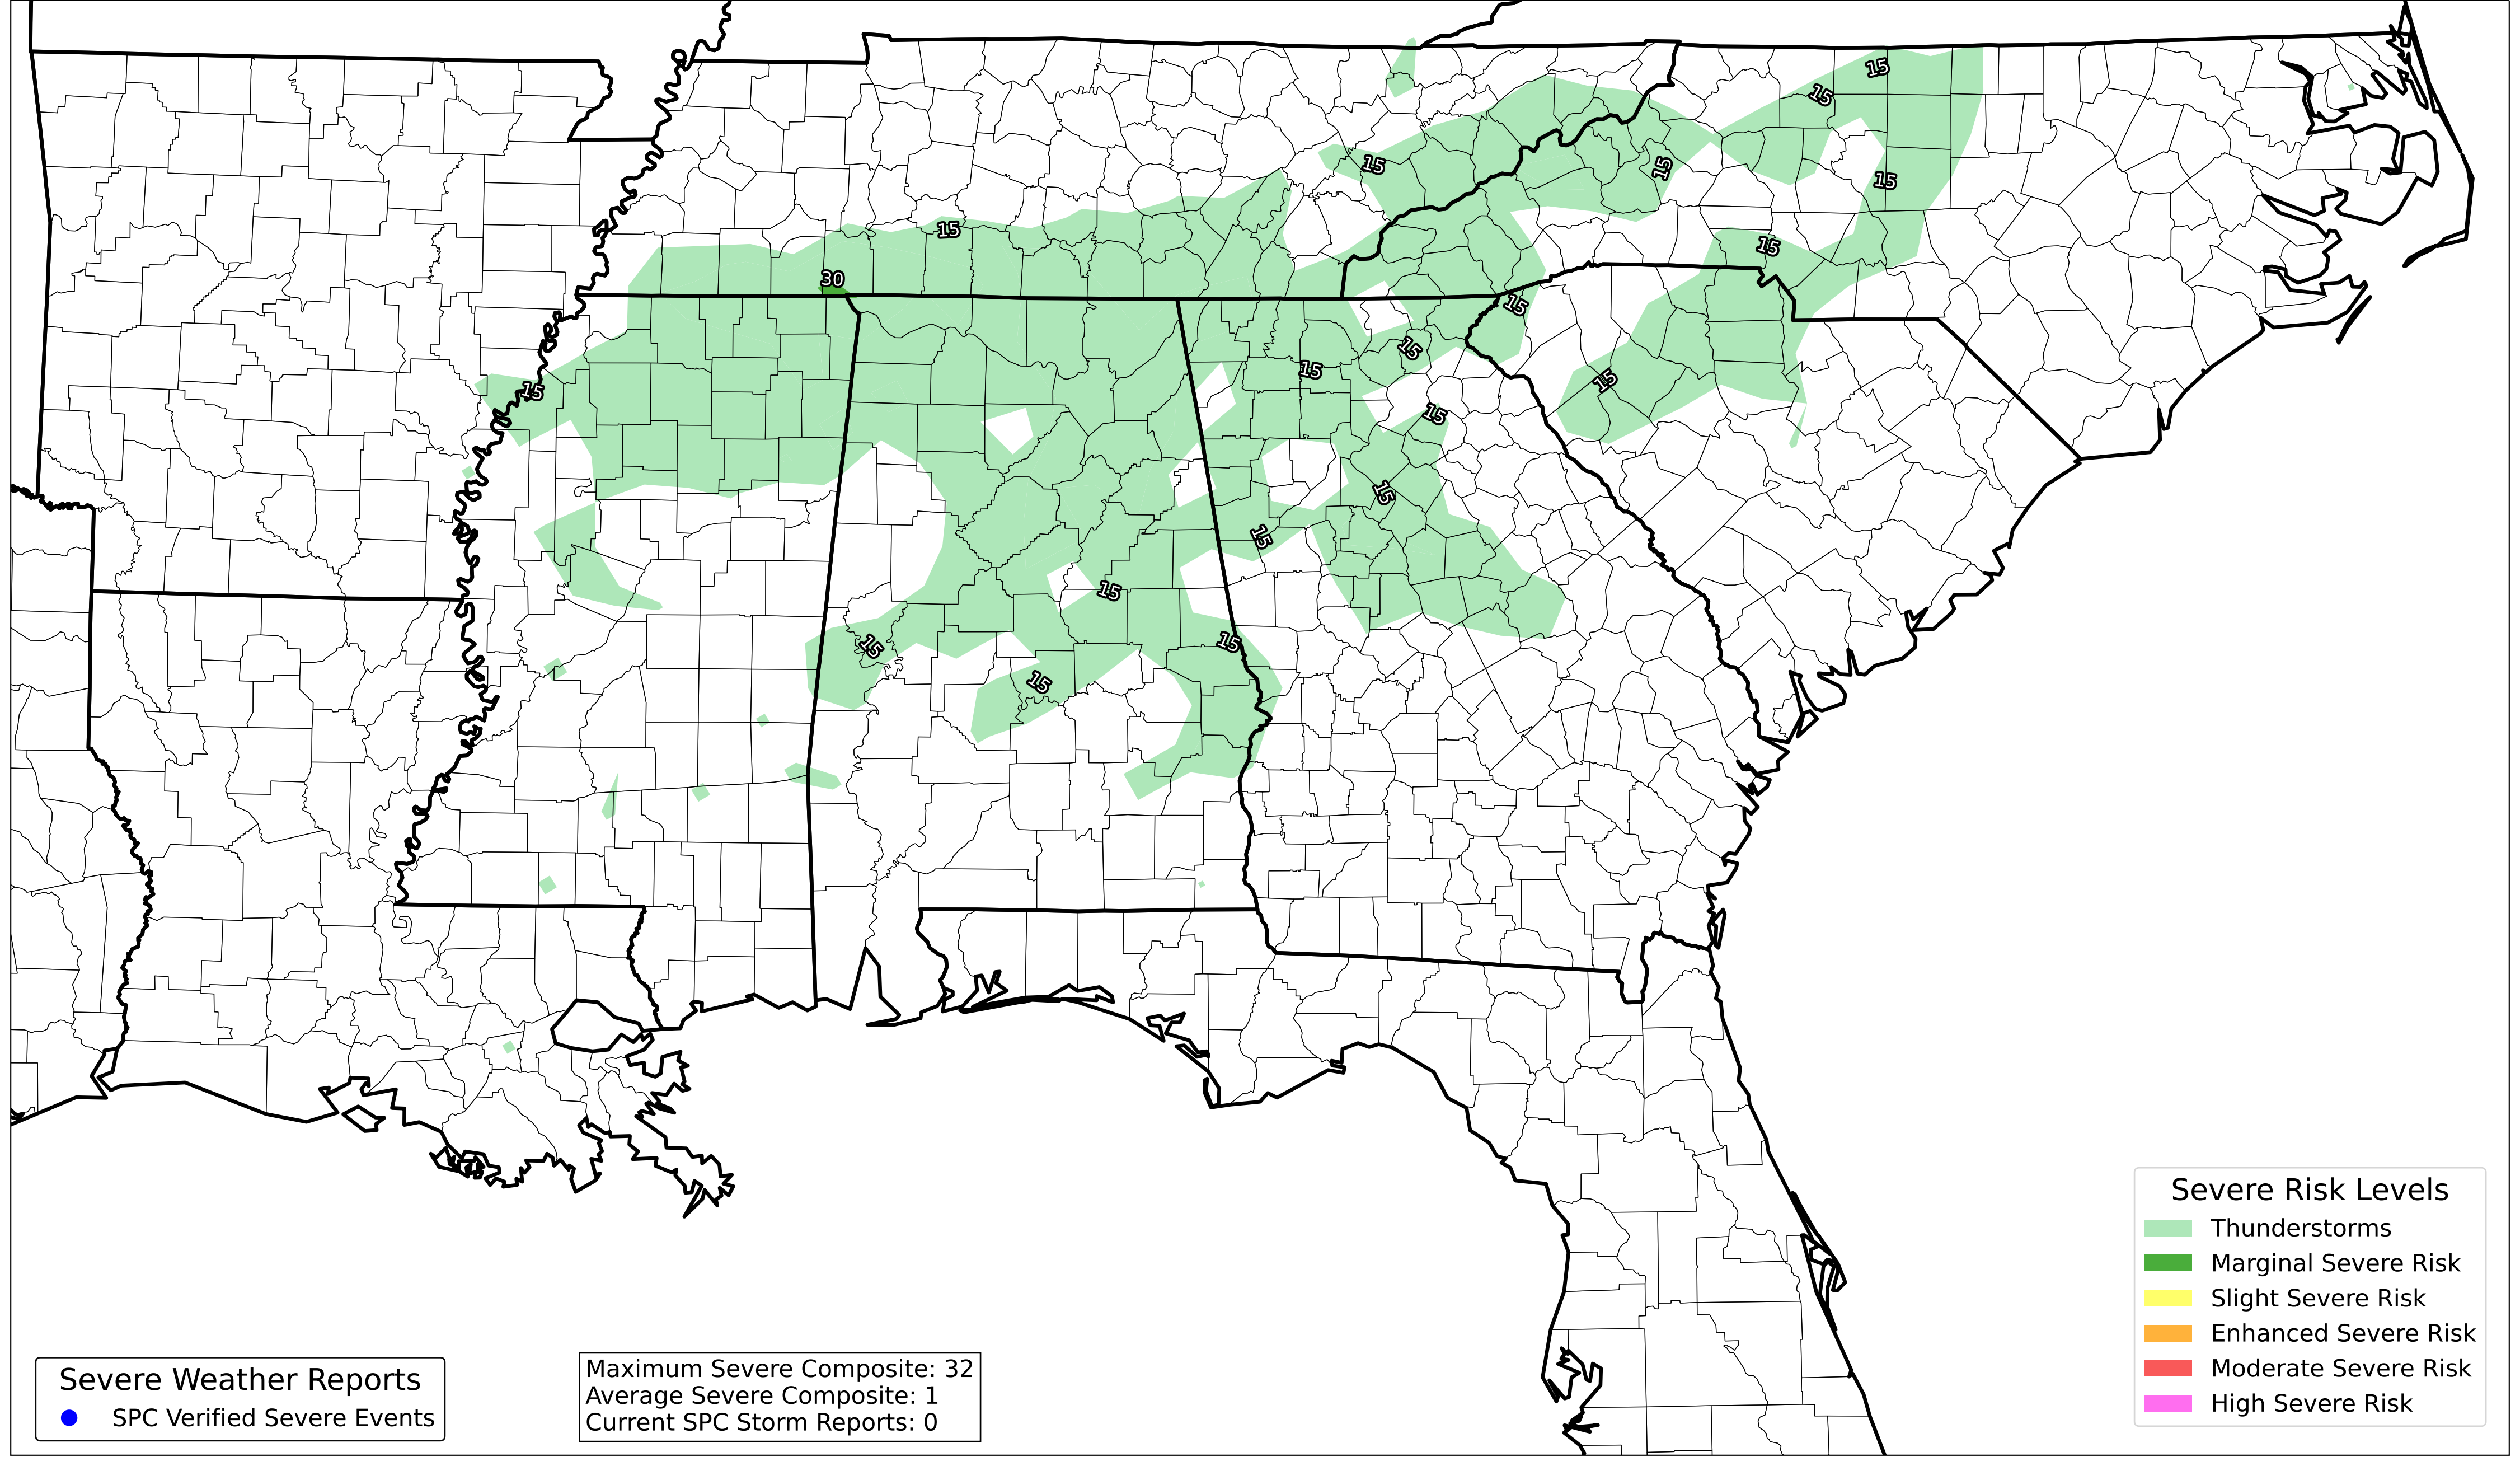 15
15
15
15
15
15
15
30
15
15
15
15
15
15
15
15
15
15
15
15
Severe Risk Levels
Thunderstorms
Marginal Severe Risk
Slight Severe Risk
Enhanced Severe Risk
Moderate Severe Risk
High Severe Risk
Severe Weather Reports
SPC Verified Severe Events
Maximum Severe Composite: 32
Average Severe Composite: 1
Current SPC Storm Reports: 0